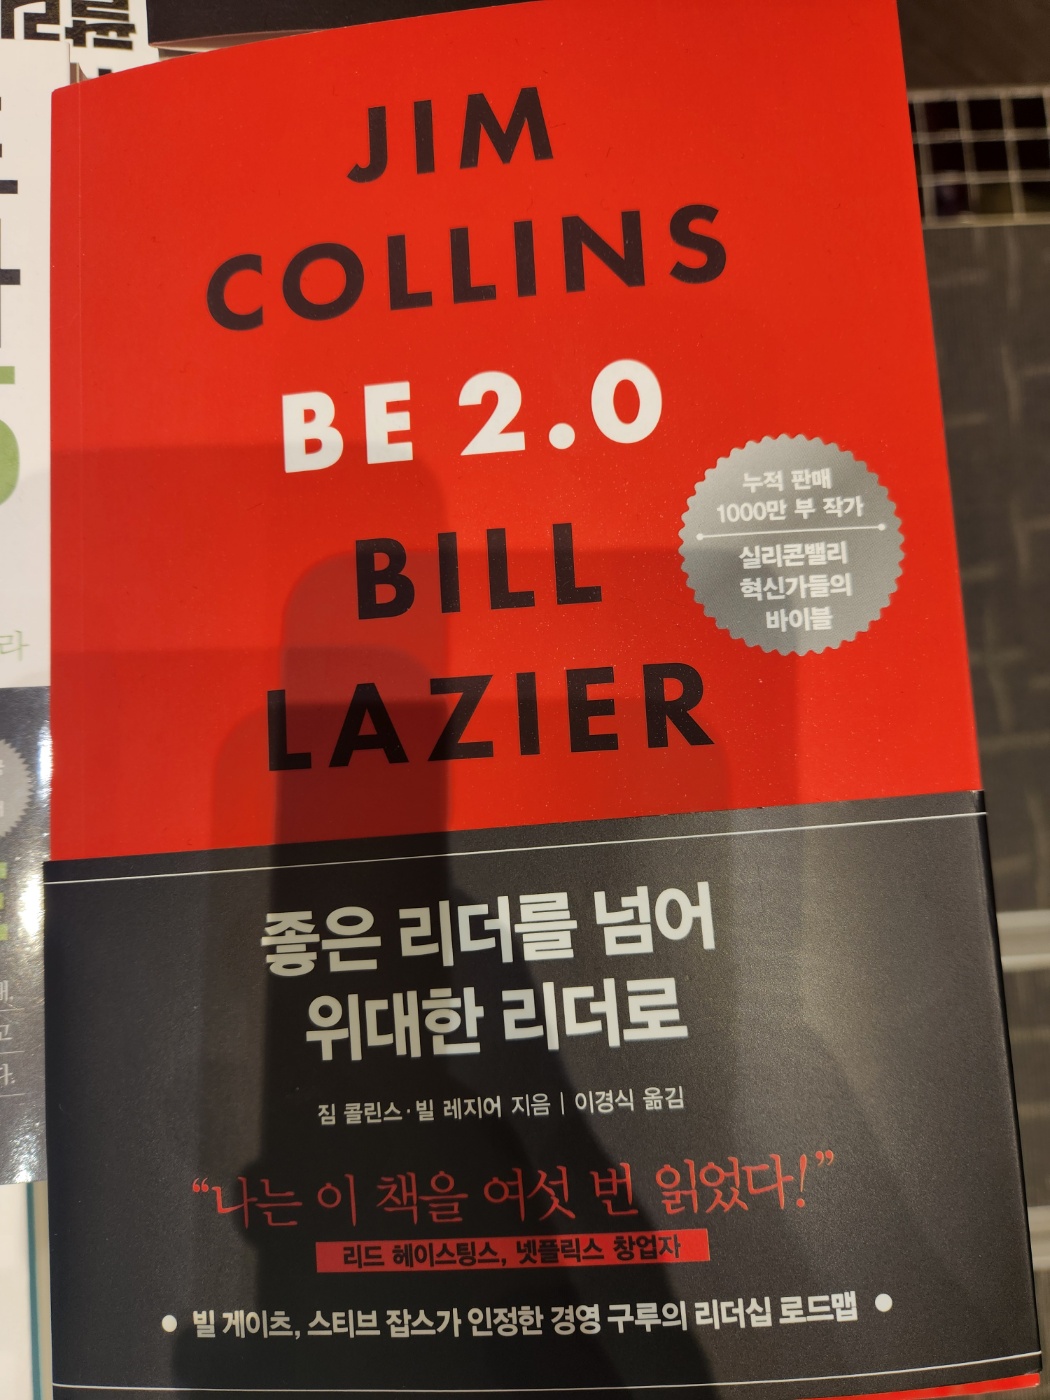 JIM
COLLINS
BE 2.0
BILL
LAZIER
누적 판매
1000만 부 작가
실리콘밸리
혁신가들의
바이블
좋은 리더를 넘어
위대한 리더로
짐 콜린스·빌 레지어 지음 | 이경식 옮김
“나는 이 책을 여섯 번 읽었다!”
리드 헤이스팅스, 넷플릭스 창업자
• 빌 게이츠, 스티브 잡스가 인정한 경영 구루의 리더십 로드맵 •
라
고
다.